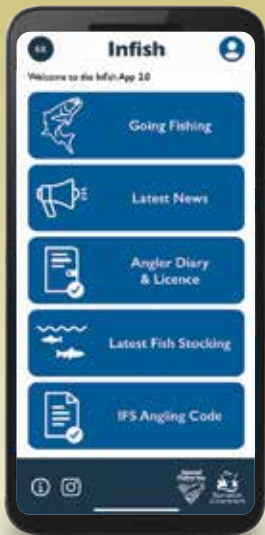 Infish
Welcome to the Infish App 2.0
Going Fishing
Latest News
Angler Diary
& Licence
Latest Fish Stocking
IFS Angling Code